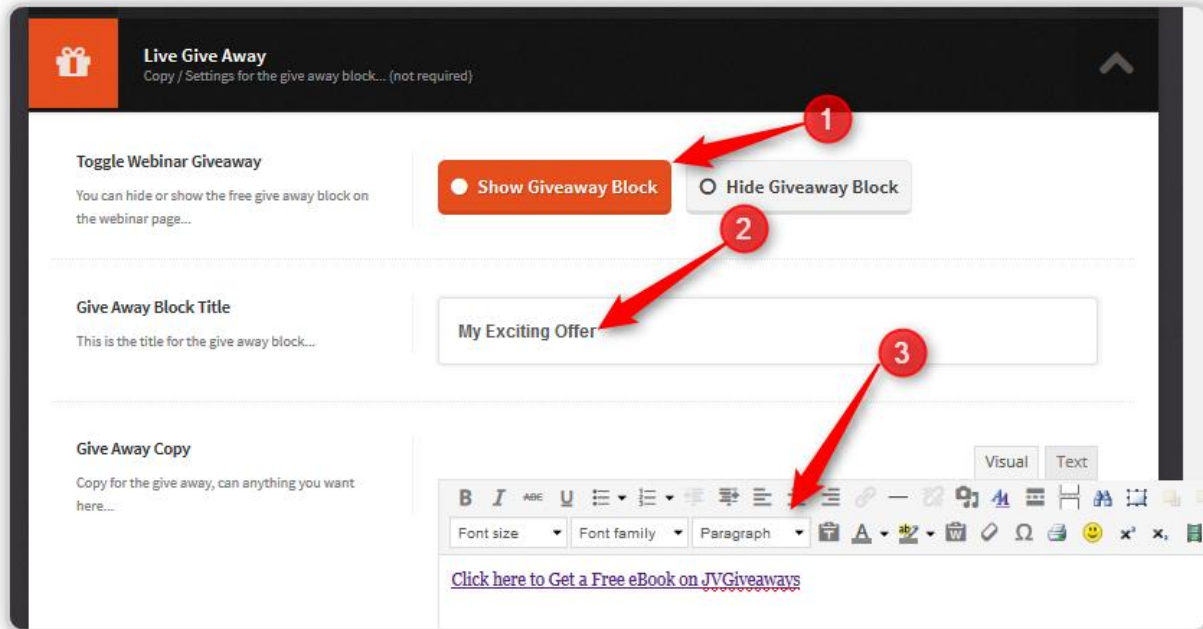 Live Give Away
Copy / Settings for the give away block... (not required)
1
Toggle Webinar Giveaway
You can hide or show the free give away block on
the webinar page...
Show Giveaway Block
Hide Giveaway Block
2
Give Away Block Title
This is the title for the give away block...
My Exciting Offer
3
Give Away Copy
Copy for the give away, can anything you want
here...
Visual Text
B I ABC U
Font size Font family Paragraph
Click here to Get a Free eBook on JVGiveaways